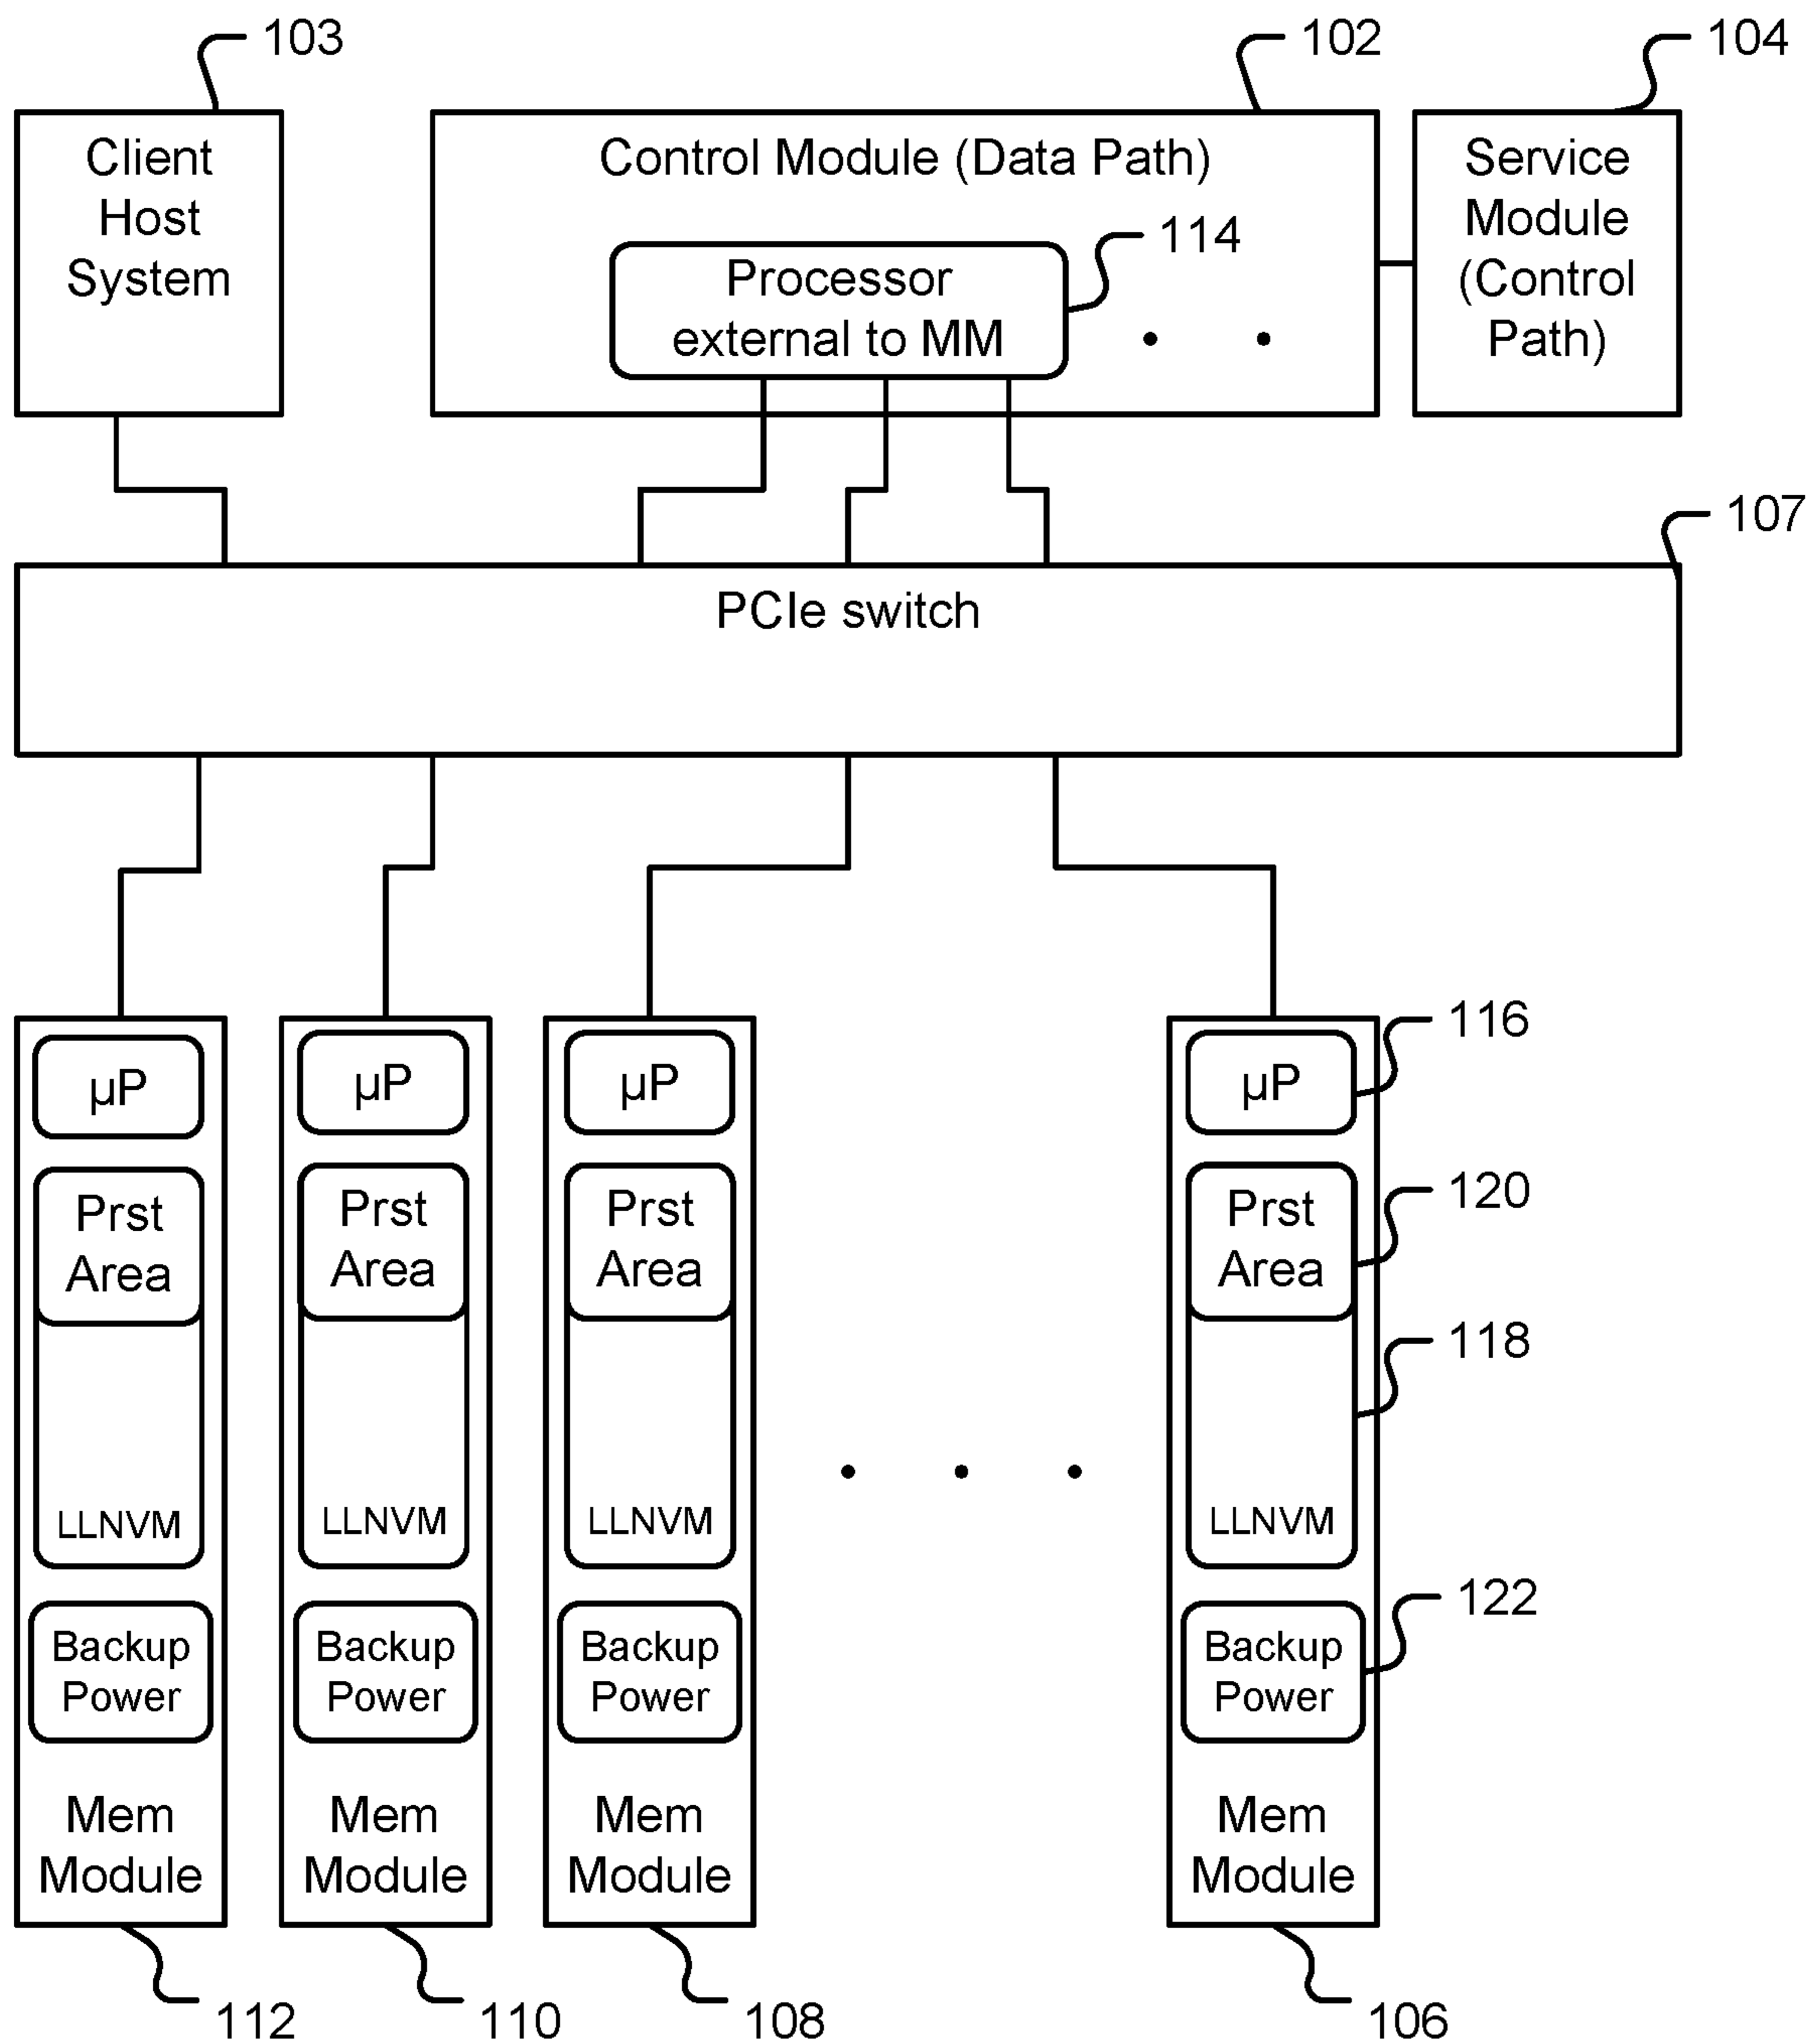 103
102
104
Client
Host
System
Control Module (Data Path)
114
Processor
external to MM
Service
Module
(Control
Path)
107
PCIe switch
µP
Prst
Area
LLNVM
Backup
Power
Mem
Module
112
µP
Prst
Area
LLNVM
Backup
Power
Mem
Module
110
µP
Prst
Area
LLNVM
Backup
Power
Mem
Module
108
µP
Prst
Area
LLNVM
Backup
Power
Mem
Module
116
120
118
122
106